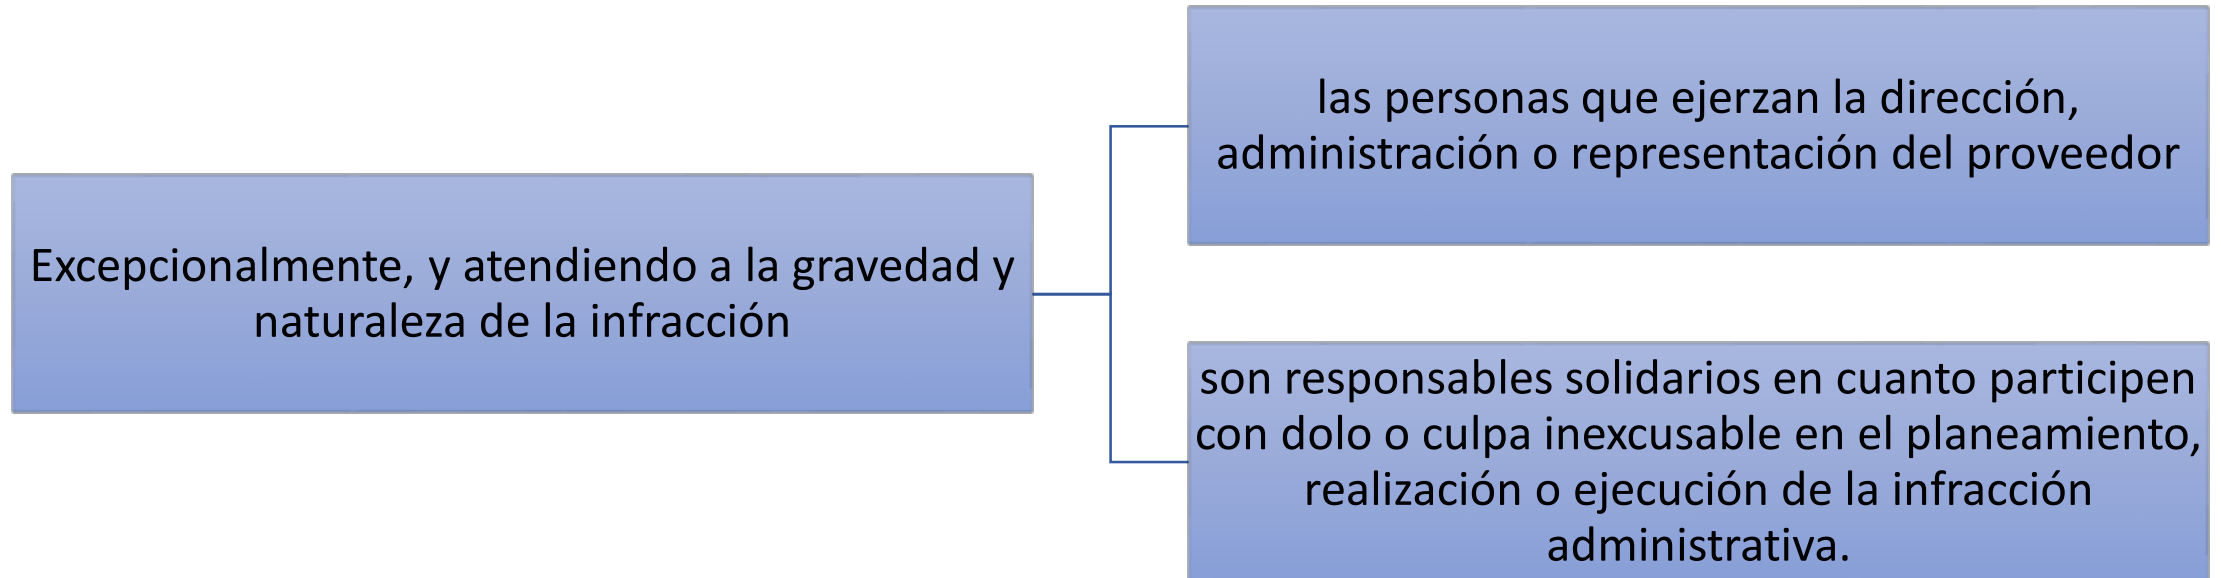 Excepcionalmente, y atendiendo a la gravedad y
naturaleza de la infracción
las personas que ejerzan la dirección,
administración o representación del proveedor
son responsables solidarios en cuanto participen
con dolo o culpa inexcusable en el planeamiento,
realización o ejecución de la infracción
administrativa.